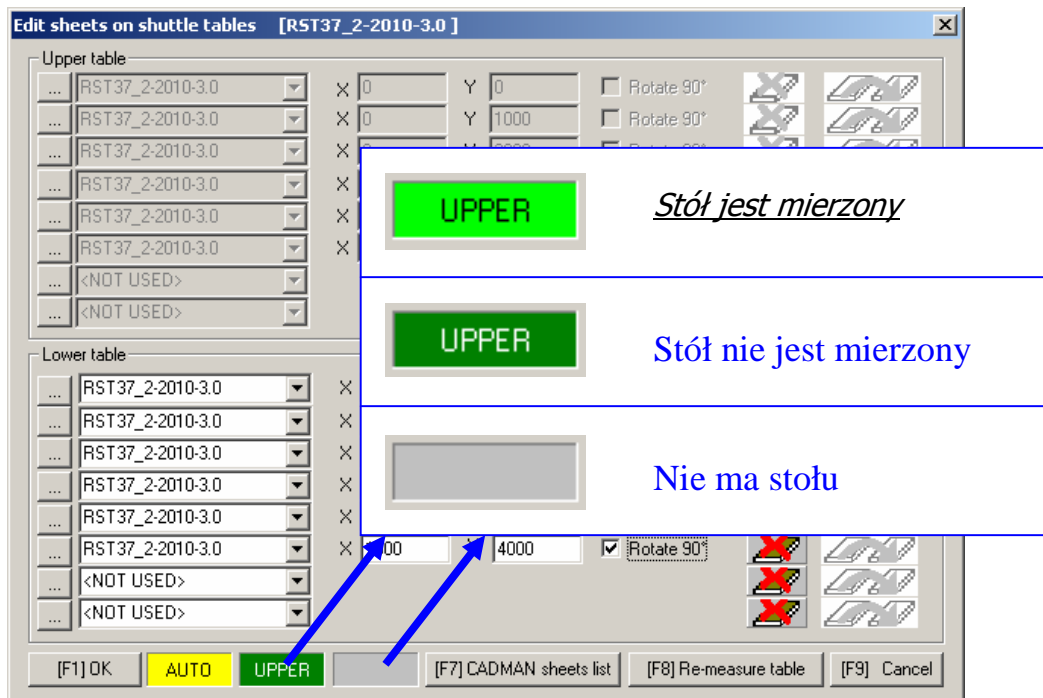 Edit sheets on shuttle tables [RST37_2-2010-3.0 ]
Upper table
... RST37_2-2010-3.0 X 0 Y 0 Rotate 90°
... RST37_2-2010-3.0 X 0 Y 1000 Rotate 90°
... RST37_2-2010-3.0 X
... RST37_2-2010-3.0 X
... RST37_2-2010-3.0 X
... RST37_2-2010-3.0 X
... <NOT USED>
... <NOT USED>
UPPER Stół jest mierzony
UPPER Stół nie jest mierzony
Nie ma stołu
Lower table
... RST37_2-2010-3.0 X
... RST37_2-2010-3.0 X
... RST37_2-2010-3.0 X
... RST37_2-2010-3.0 X
... RST37_2-2010-3.0 X
... RST37_2-2010-3.0 X 4000 Rotate 90°
... <NOT USED>
... <NOT USED>
[F1] OK AUTO UPPER [F7] CADMAN sheets list [F8] Re-measure table [F9] Cancel